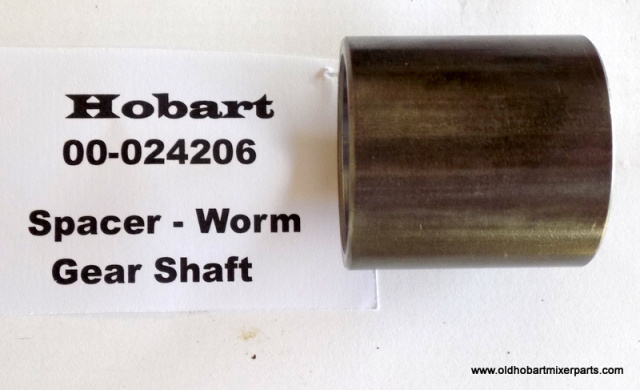 Hobart
00-024206
Spacer - Worm
Gear Shaft
www.oldhobartmixerparts.com